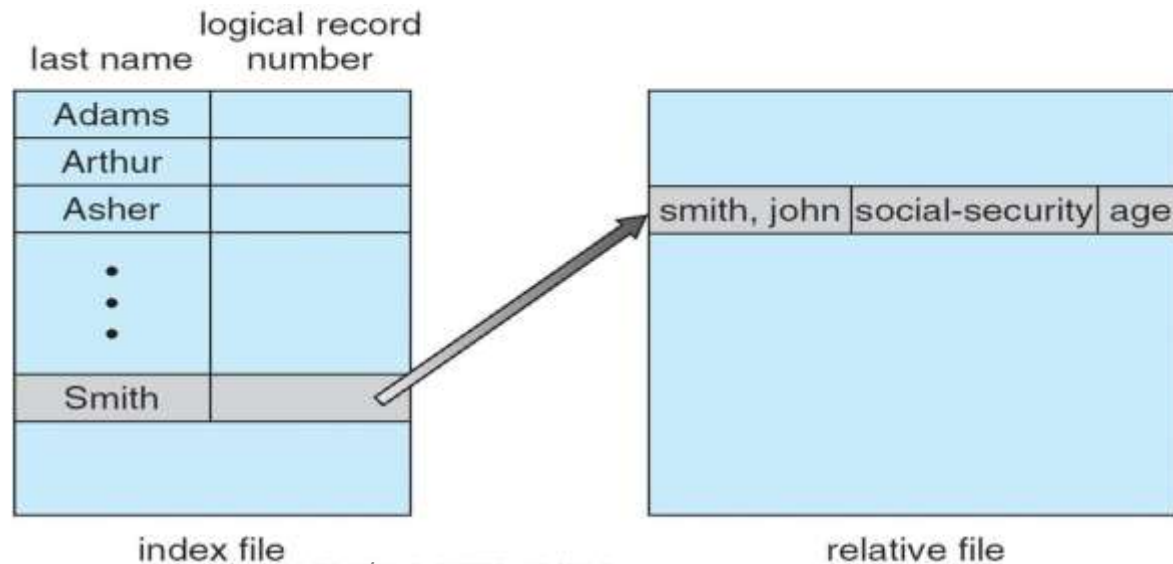 logical record
last name number
Adams
Arthur
Asher
Smith
smith, john social-security age
index file
relative file